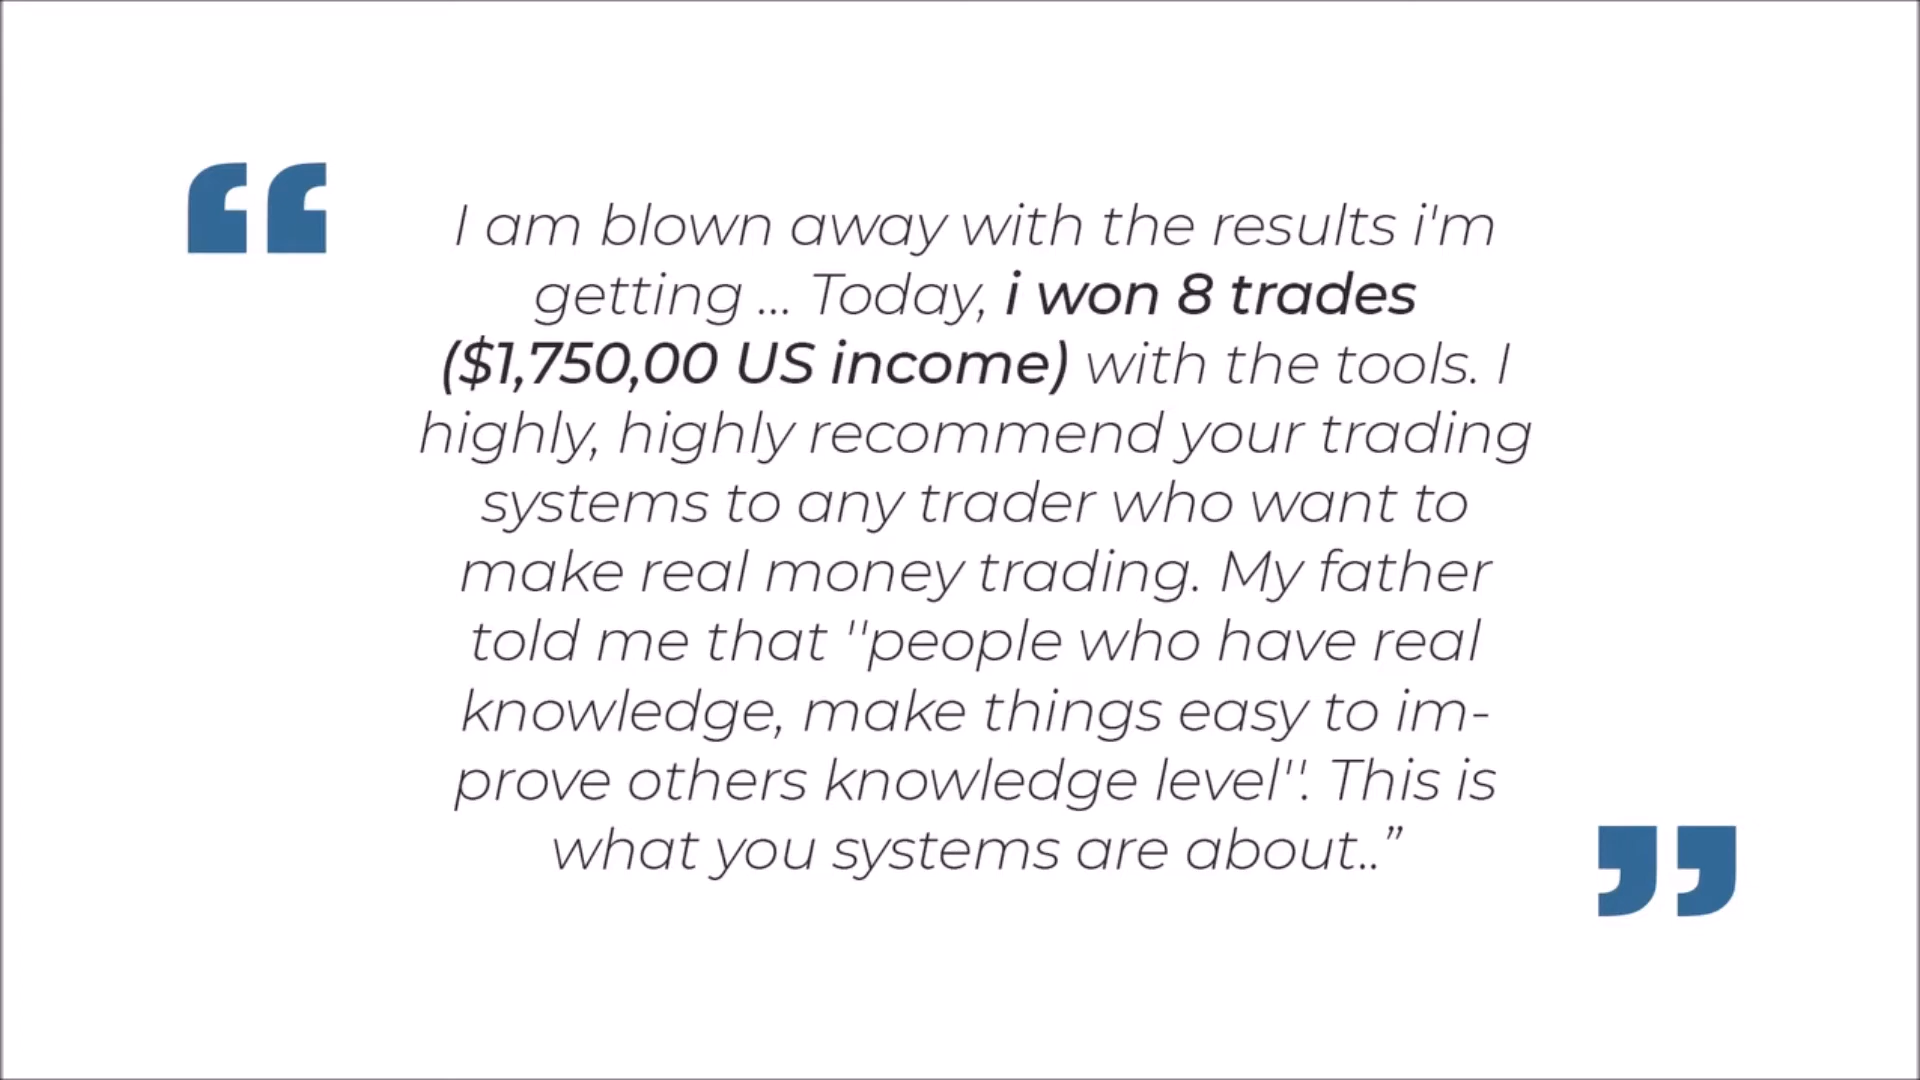 “
I am blown away with the results i'm
getting ... Today, i won 8 trades
($1,750,00 US income) with the tools. I
highly, highly recommend your trading
systems to any trader who want to
make real money trading. My father
told me that ''people who have real
knowledge, make things easy to im-
prove others knowledge level''. This is
what you systems are about..”
”